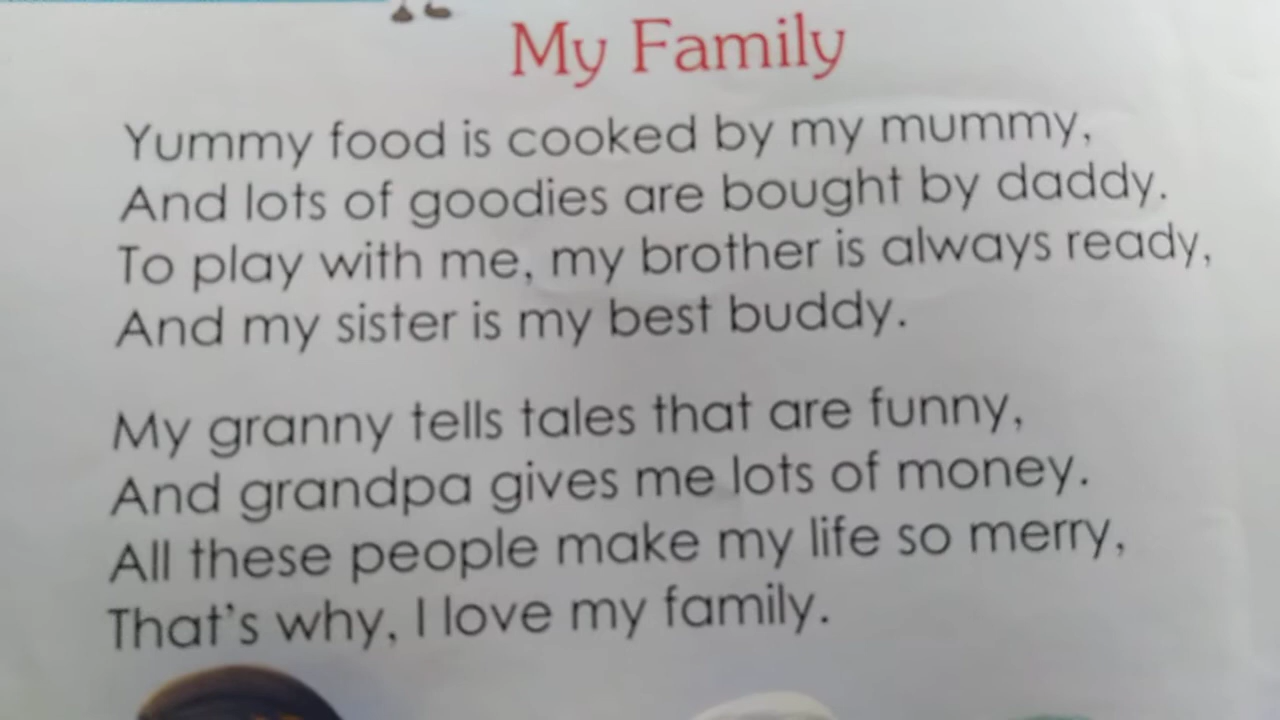 My Family
Yummy food is cooked by my mummy,
And lots of goodies are bought by daddy.
To play with me, my brother is always ready,
And my sister is my best buddy.
My granny tells tales that are funny,
And grandpa gives me lots of money.
All these people make my life so merry,
That's why, I love my family.